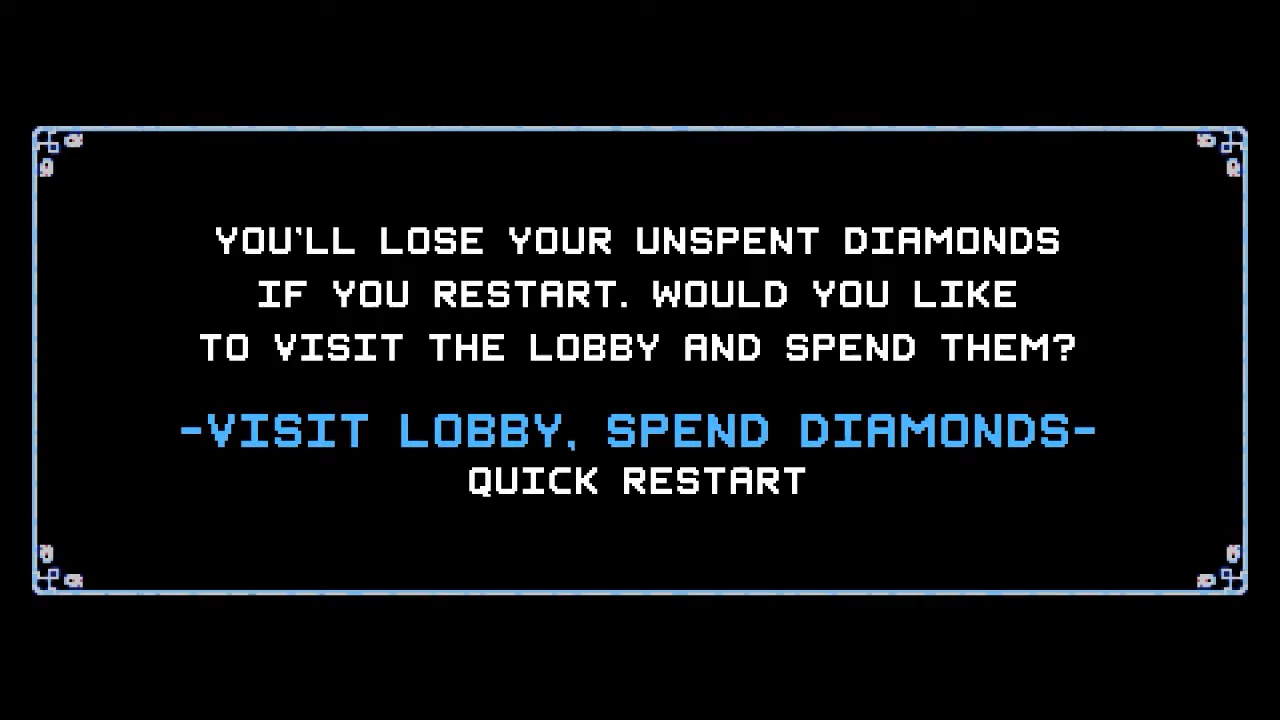 YOU'LL LOSE YOUR UNSPENT DIAMONDS
IF YOU RESTART. WOULD YOU LIKE
TO VISIT THE LOBBY AND SPEND THEM?
-VISIT LOBBY, SPEND DIAMONDS-
QUICK RESTART